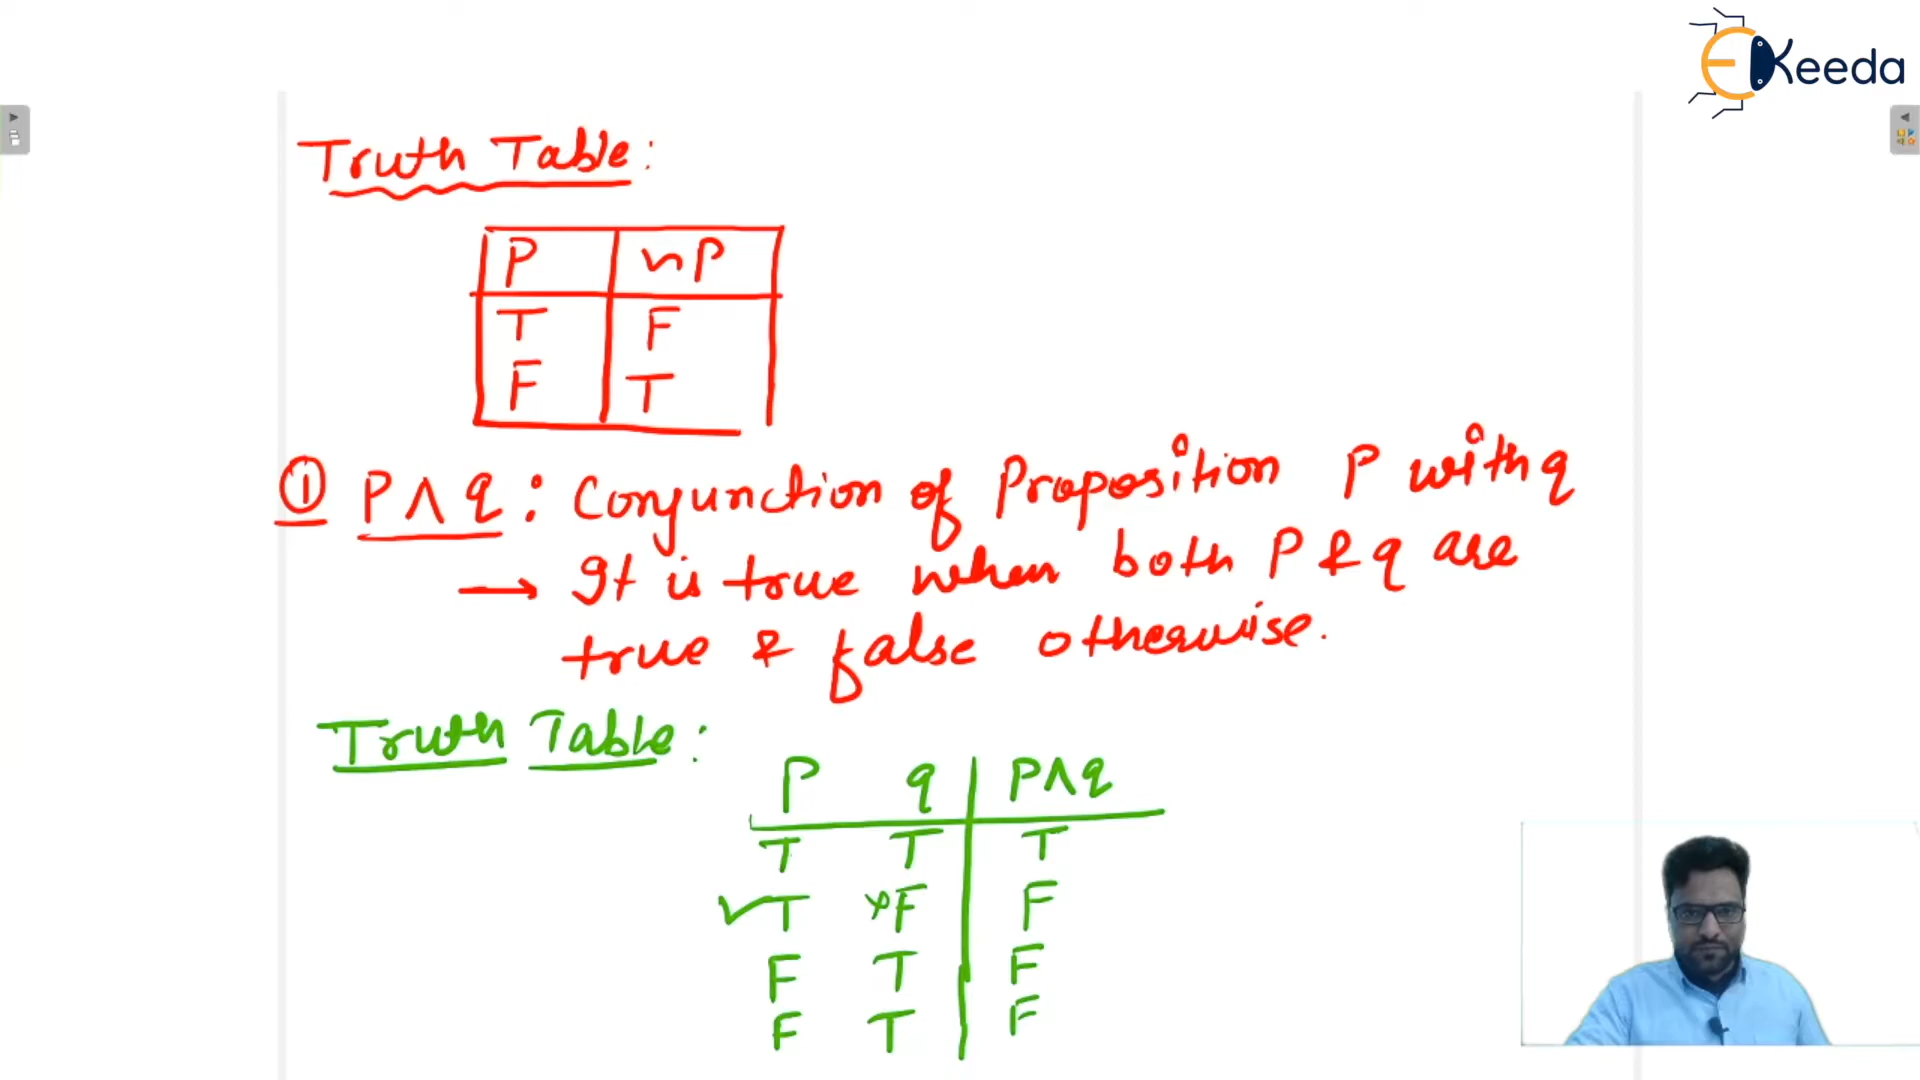 EKeeda
Truth Table:
P ~P
T F
F T
① P∧q: Conjunction of Proposition P with q
→ It is true when both P & q are
true & false otherwise.
Truth Table:
P q P∧q
T T T
✓T ×F F
F T F
F T F